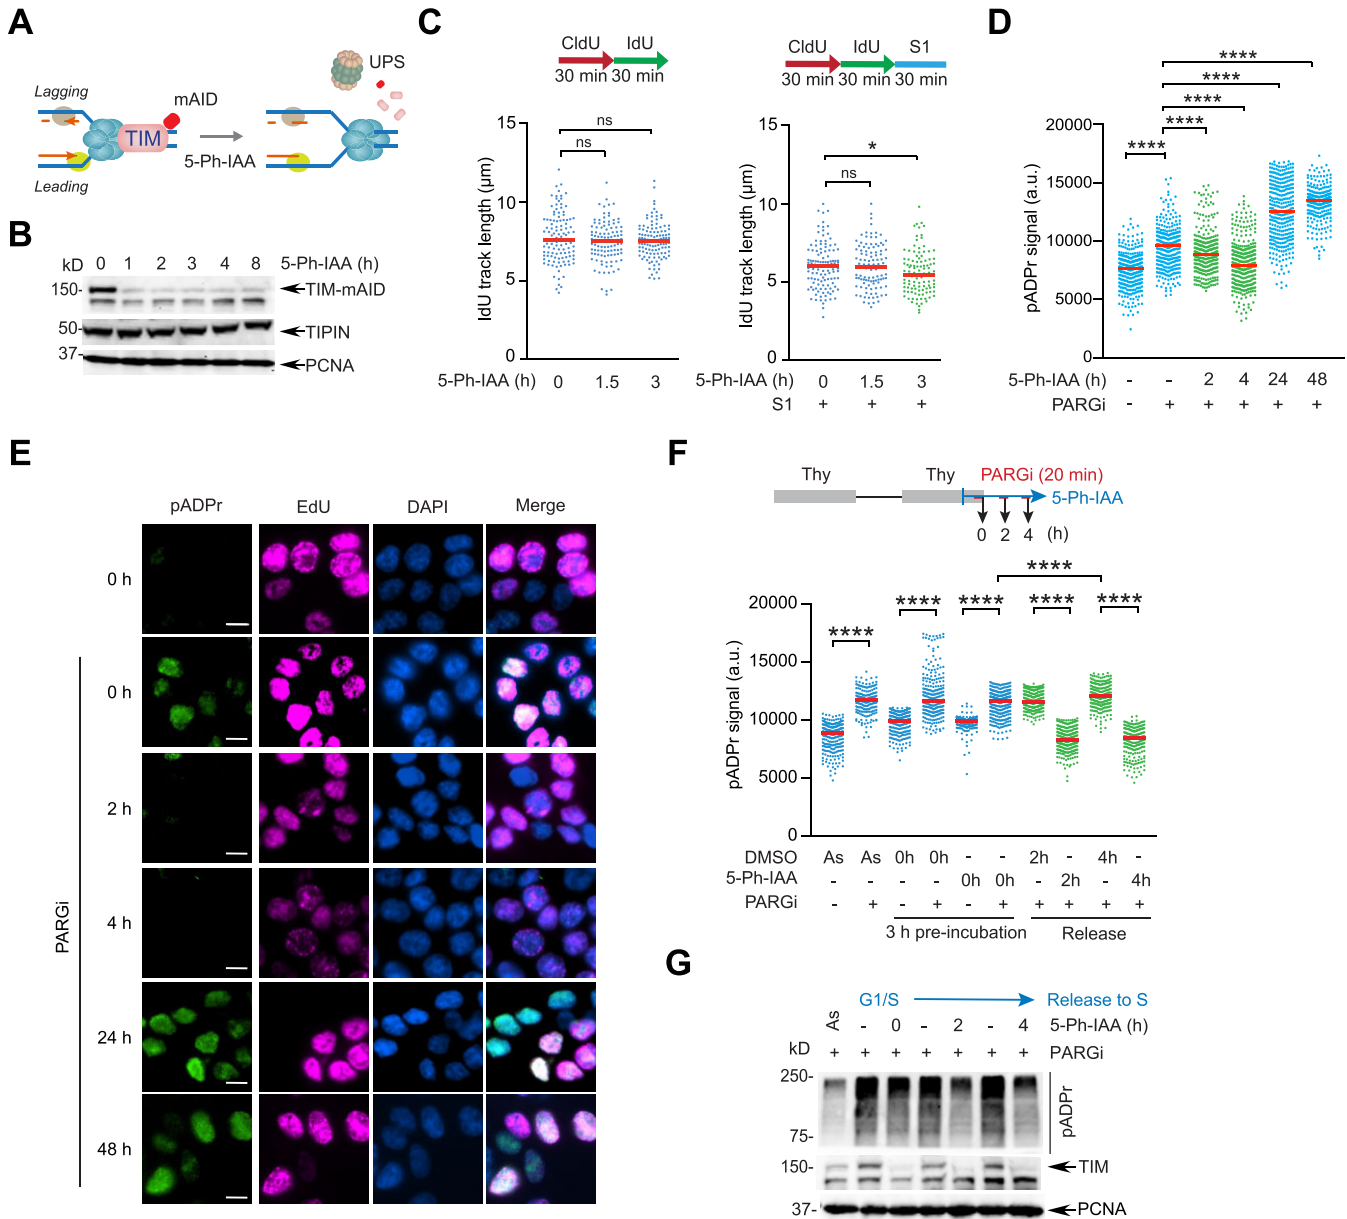 A
Lagging
Leading
TIM
mAID
UPS
5-Ph-IAA
B
kD 0 1 2 3 4 8 5-Ph-IAA (h)
150- TIM-mAID
50- TIPIN
37- PCNA
C
CldU IdU
30 min 30 min
IdU track length (µm)
15
10
5
0
ns
ns
5-Ph-IAA (h) 0 1.5 3
CldU IdU S1
30 min 30 min 30 min
IdU track length (µm)
15
10
5
0
*
ns
5-Ph-IAA (h) 0 1.5 3
S1 + + +
D
pADPr signal (a.u.)
20000
15000
10000
5000
0
****
****
****
****
****
5-Ph-IAA (h) - - 2 4 24 48
PARGi - + + + + +
E
pADPr EdU DAPI Merge
0 h
0 h
2 h
4 h
24 h
48 h
PARGi
F
Thy Thy PARGi (20 min)
5-Ph-IAA
0 2 4 (h)
pADPr signal (a.u.)
20000
15000
10000
5000
0
****
**** **** **** ****
****
DMSO As As 0h 0h - - 2h - 4h -
5-Ph-IAA - - - - 0h 0h - 2h - 4h
PARGi - + - + - + + + + +
3 h pre-incubation Release
G
G1/S Release to S
As - 0 - 2 - 4 5-Ph-IAA (h)
kD + + + + + + + PARGi
250-
75-
pADPr
150- TIM
37- PCNA